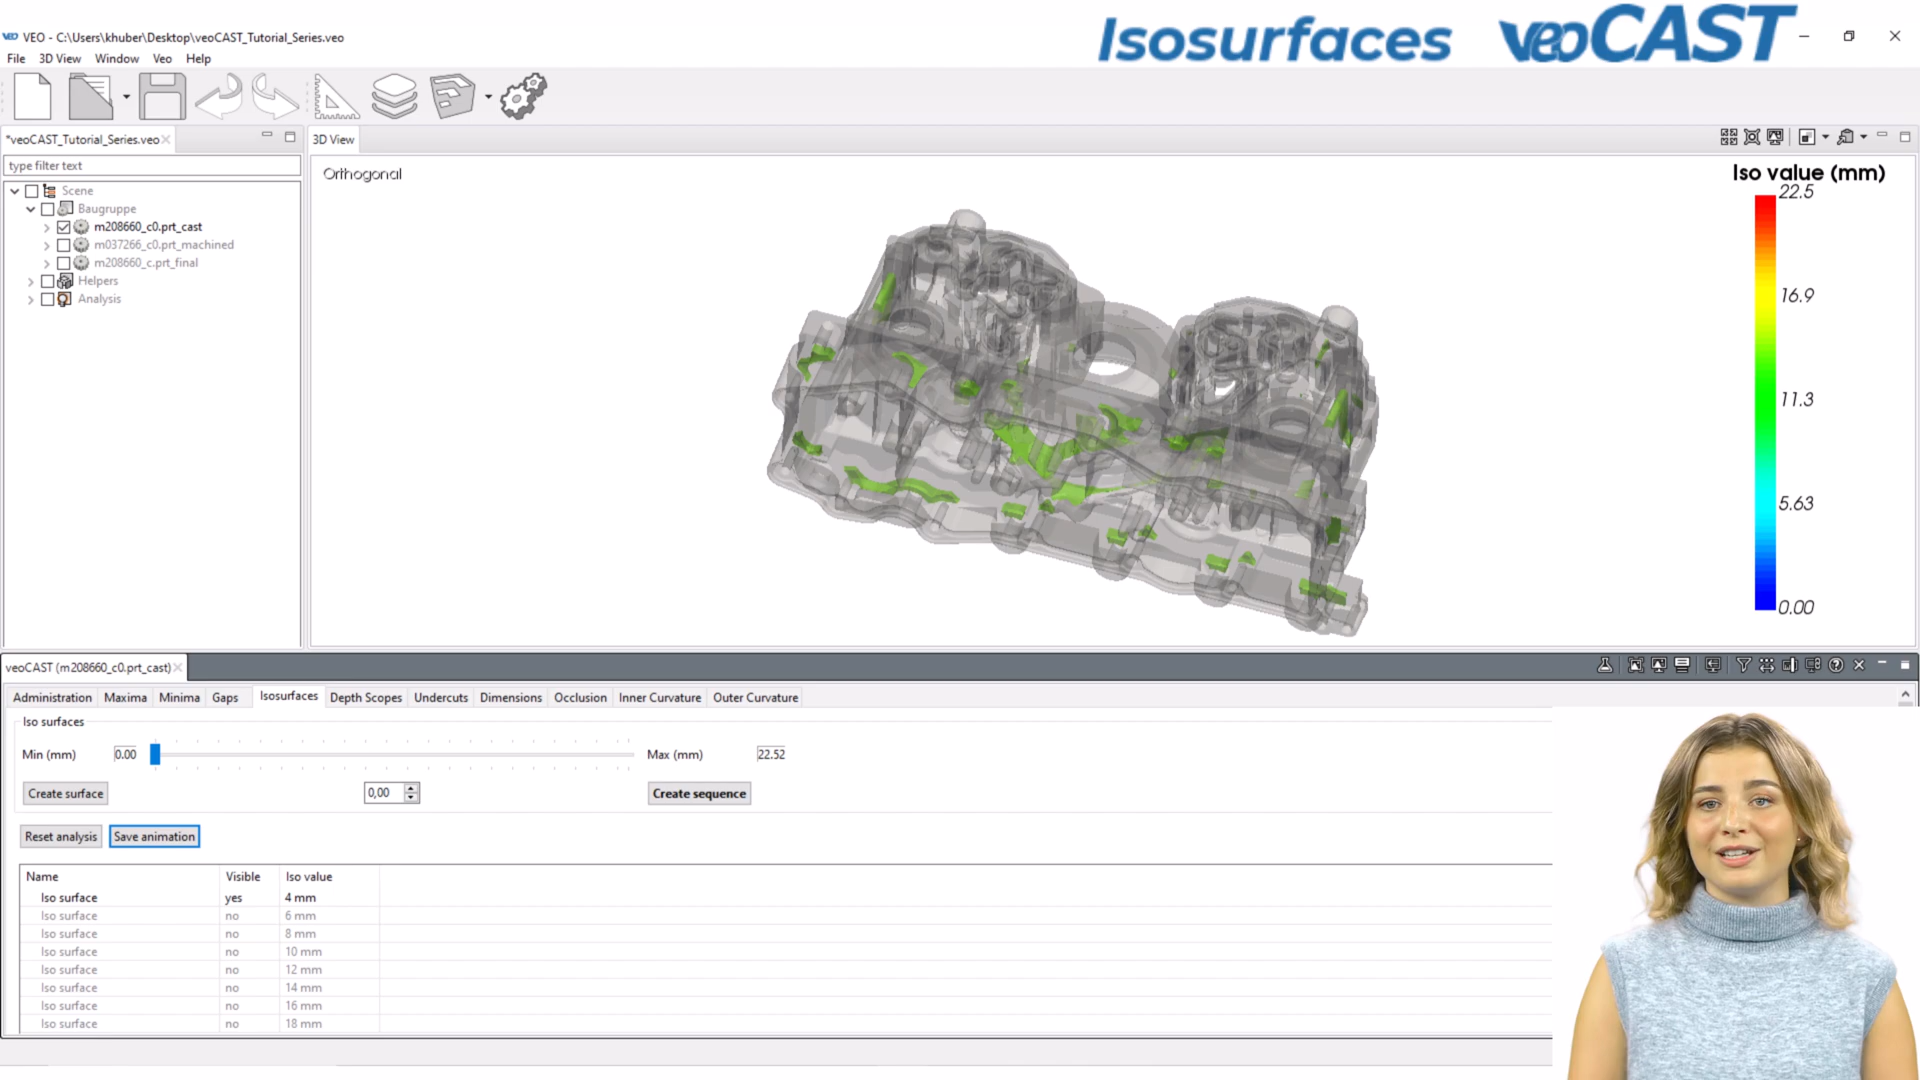 Isosurfaces veoCAST
VEO VEO - C:\Users\khuber\Desktop\veoCAST_Tutorial_Series.veo
File 3D View Window Veo Help
*veoCAST_Tutorial_Series.veo
3D View
type filter text
Orthogonal
Iso value (mm)
22.5
16.9
11.3
5.63
0.00
Scene
Baugruppe
m208660_c0.prt_cast
m037266_c0.prt_machined
m208660_c.prt_final
Helpers
Analysis
veoCAST (m208660_c0.prt_cast)
Administration Maxima Minima Gaps Isosurfaces Depth Scopes Undercuts Dimensions Occlusion Inner Curvature Outer Curvature
Iso surfaces
Min (mm) 0.00 Max (mm) 22.52
Create surface 0,00 Create sequence
Reset analysis Save animation
Name Visible Iso value
Iso surface yes 4 mm
Iso surface no 6 mm
Iso surface no 8 mm
Iso surface no 10 mm
Iso surface no 12 mm
Iso surface no 14 mm
Iso surface no 16 mm
Iso surface no 18 mm